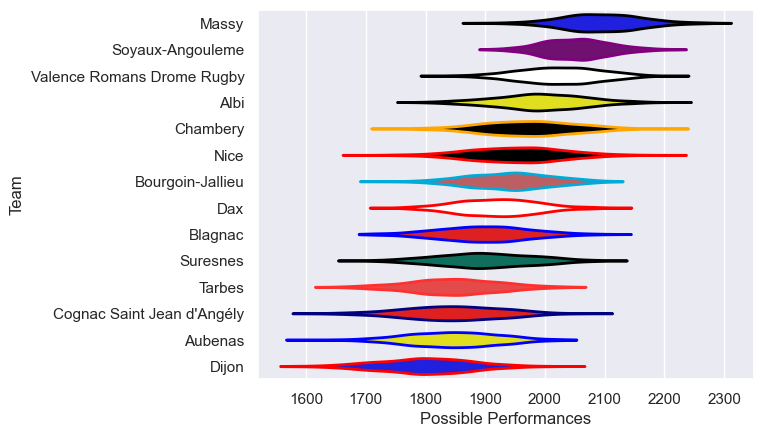 Massy
Soyaux-Angouleme
Valence Romans Drome Rugby
Albi
Chambery
Nice
Bourgoin-Jallieu
Dax
Blagnac
Suresnes
Tarbes
Cognac Saint Jean d'Angély
Aubenas
Dijon
Team
1600 1700 1800 1900 2000 2100 2200 2300
Possible Performances